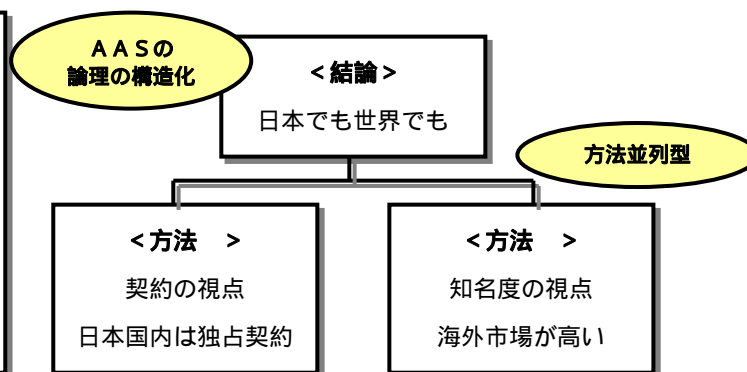 ＡＡＳの
論理の構造化
＜結論＞
日本でも世界でも
方法並列型
＜方法　＞
契約の視点
日本国内は独占契約
＜方法　＞
知名度の視点
海外市場が高い